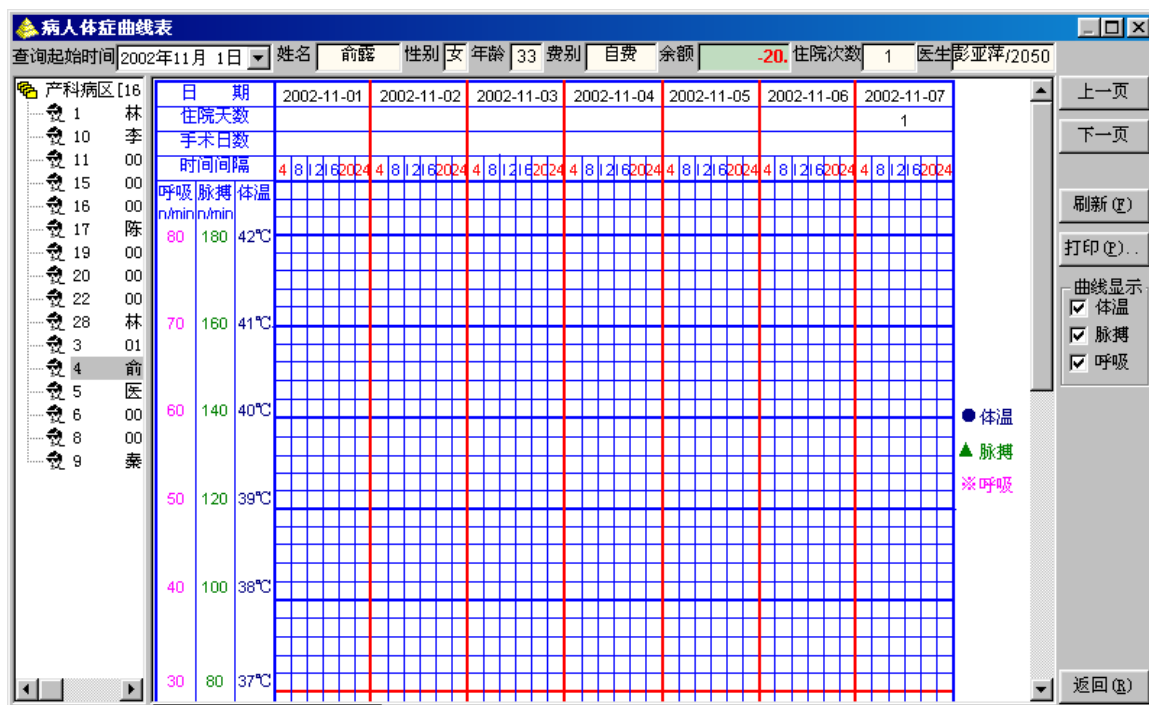 病人体症曲线表
查询起始时间 2002年11月 1日 姓名 俞露 性别 女 年龄 33 费别 自费 余额 -20. 住院次数 1 医生 彭亚萍/2050
产科病区 [16
1 林
10 李
11 00
15 00
16 00
17 陈
19 00
20 00
22 00
28 林
3 01
4 俞
5 医
6 00
8 00
9 秦
日 期 2002-11-01 2002-11-02 2002-11-03 2002-11-04 2002-11-05 2002-11-06 2002-11-07
住院天数 1
手术日数
时间间隔 4 8 12 16 20 24 4 8 12 16 20 24 4 8 12 16 20 24 4 8 12 16 20 24 4 8 12 16 20 24 4 8 12 16 20 24 4 8 12 16 20 24
呼吸 脉搏 体温
n/min n/min
80 180 42℃
70 160 41℃
60 140 40℃
50 120 39℃
40 100 38℃
30 80 37℃
●体温
▲脉搏
※呼吸
上一页
下一页
刷新(F)
打印(P)..
曲线显示
体温
脉搏
呼吸
返回(R)